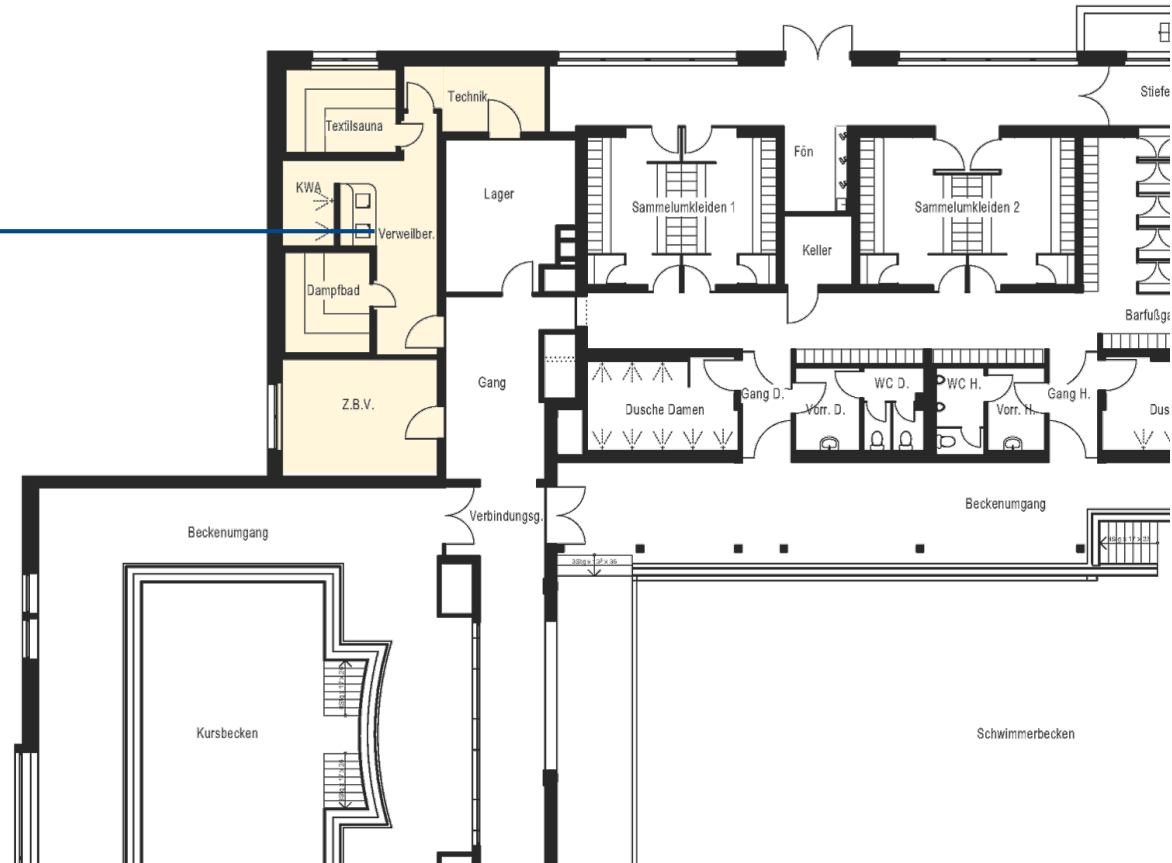 Technik
Stiefe
Textilsauna
Fön
KWA
Lager
Sammelumkleiden 1
Sammelumkleiden 2
Verweilber.
Keller
Dampfbad
Barfußga
Gang
Z.B.V.
Gang D.
WC D.
WC H.
Gang H.
Dusche Damen
Vorr. D.
Vorr. H.
Dus
Beckenumgang
Verbindungsg.
Beckenumgang
Kursbecken
Schwimmerbecken